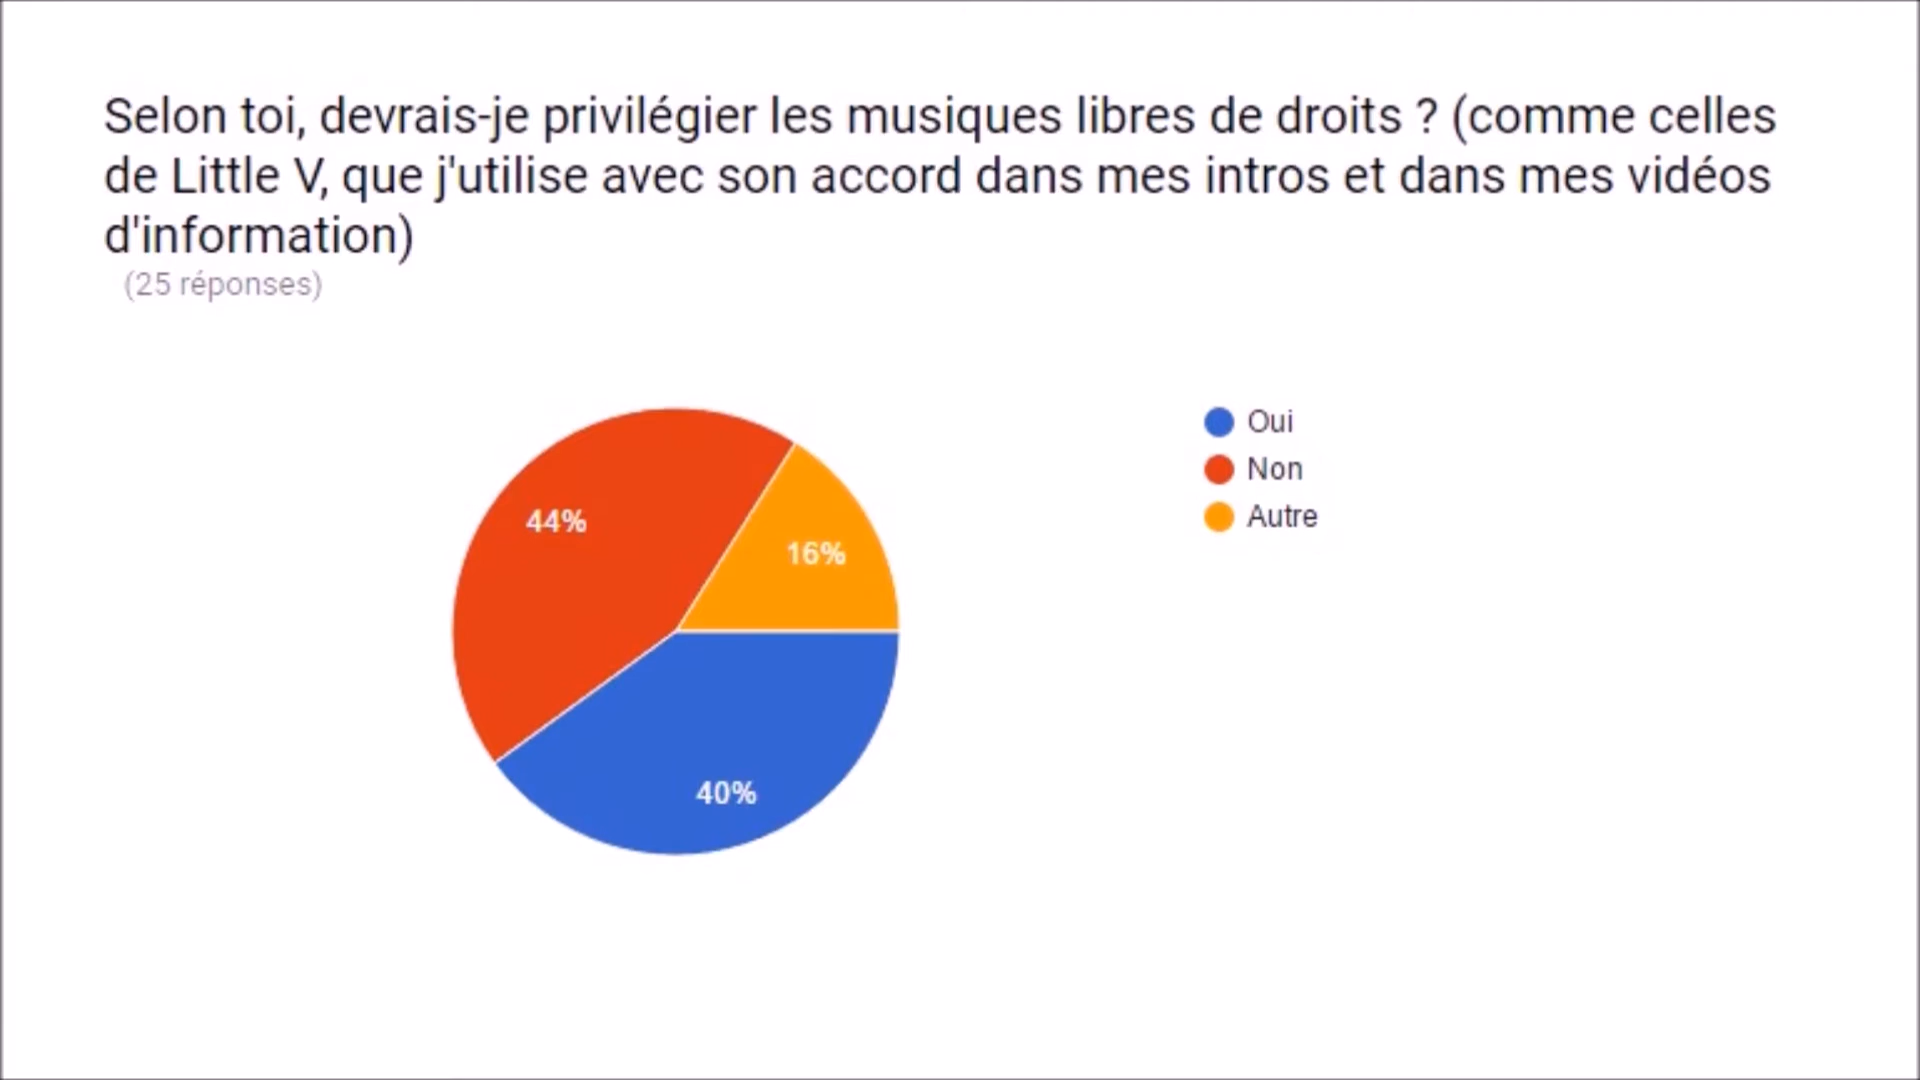 Selon toi, devrais-je privilégier les musiques libres de droits ? (comme celles
de Little V, que j'utilise avec son accord dans mes intros et dans mes vidéos
d'information)
(25 réponses)
Oui
Non
Autre
44%
16%
40%